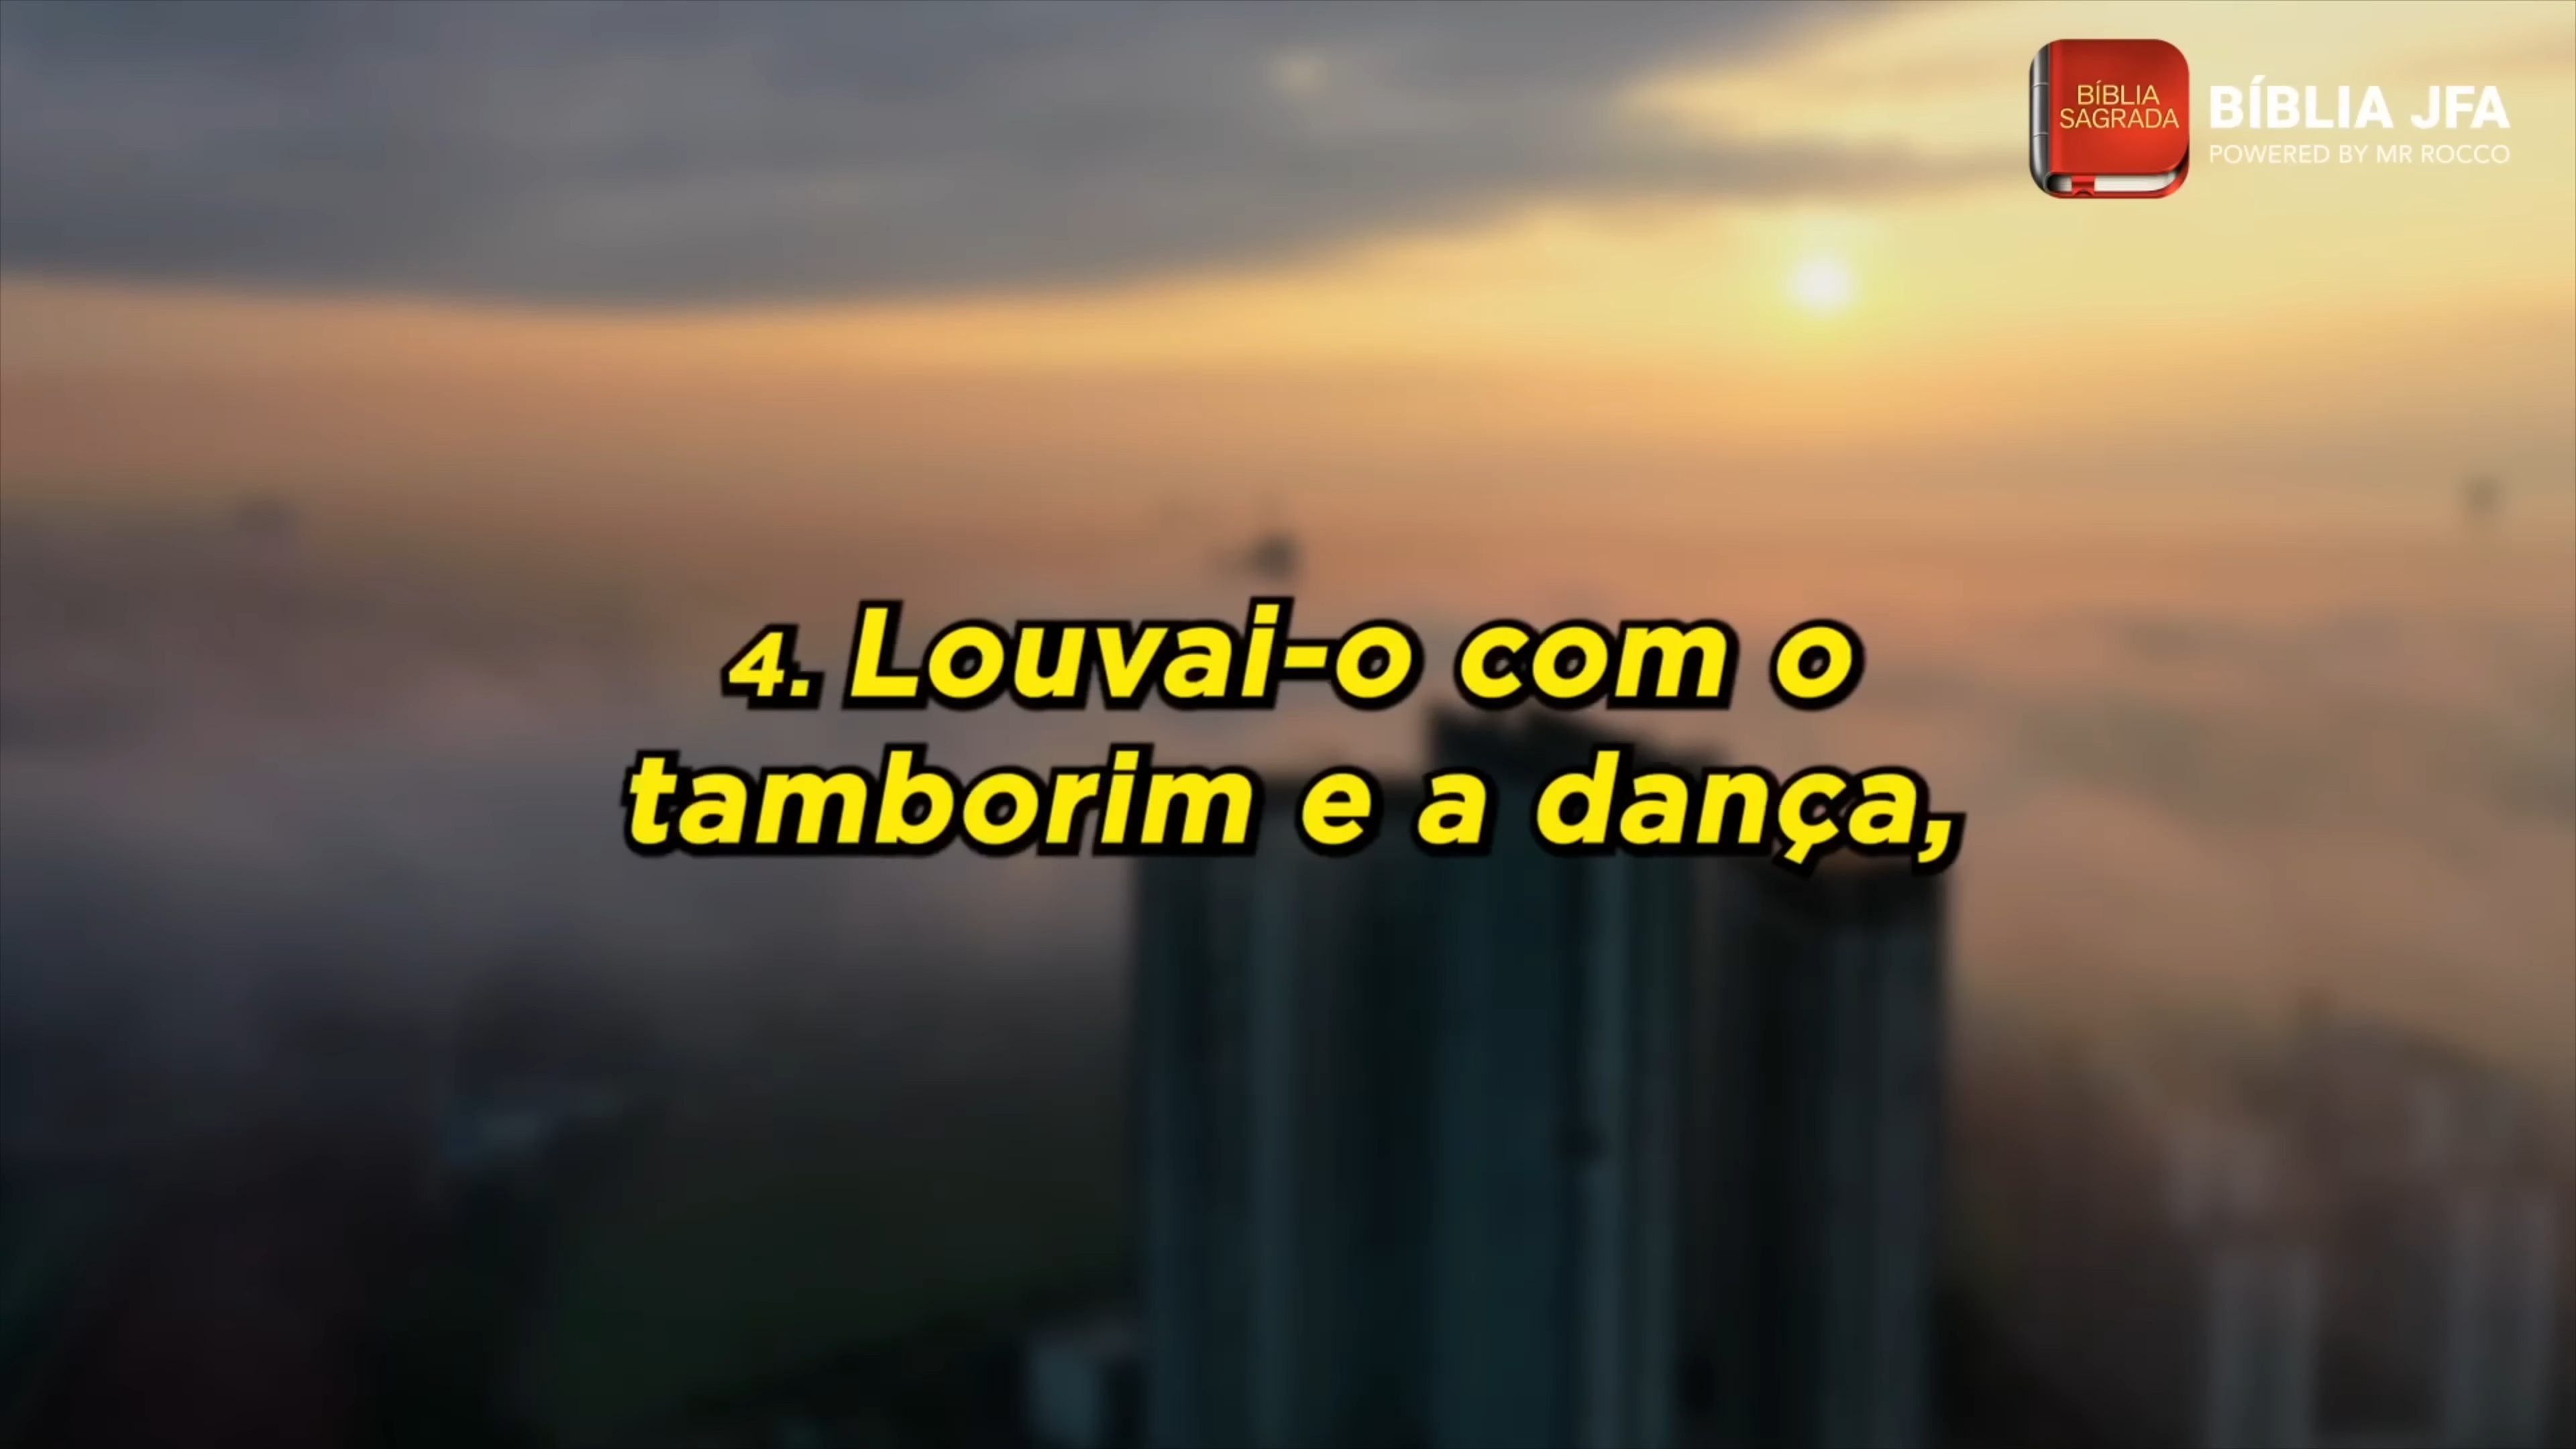 BÍBLIA
SAGRADA
BÍBLIA JFA
POWERED BY MR ROCCO
4. Louvai-o com o
tamborim e a dança,